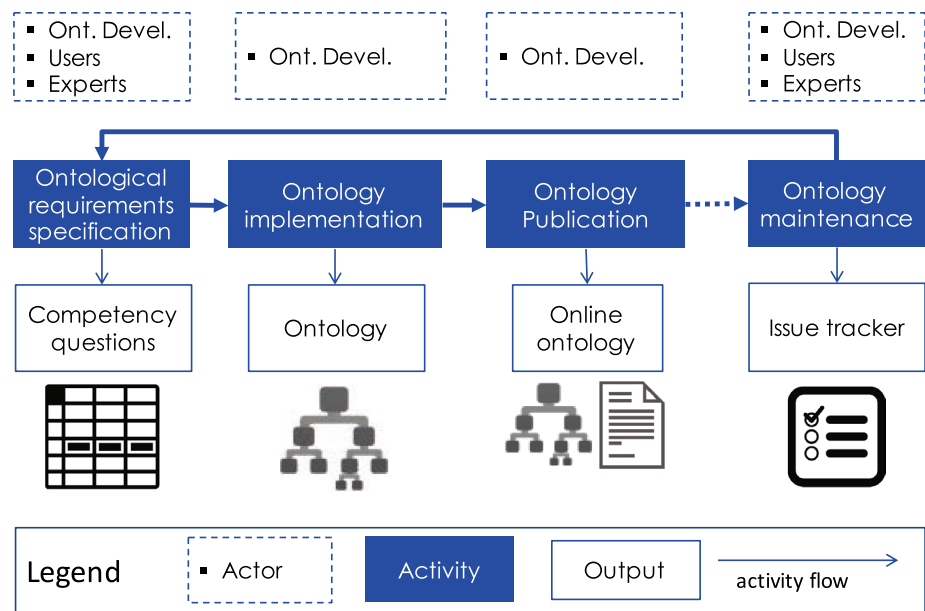 ▪ Ont. Devel.
▪ Users
▪ Experts
▪ Ont. Devel.
▪ Ont. Devel.
▪ Ont. Devel.
▪ Users
▪ Experts
Ontological
requirements
specification
Ontology
implementation
Ontology
Publication
Ontology
maintenance
Competency
questions
Ontology
Online
ontology
Issue tracker
Legend
▪ Actor
Activity
Output
activity flow